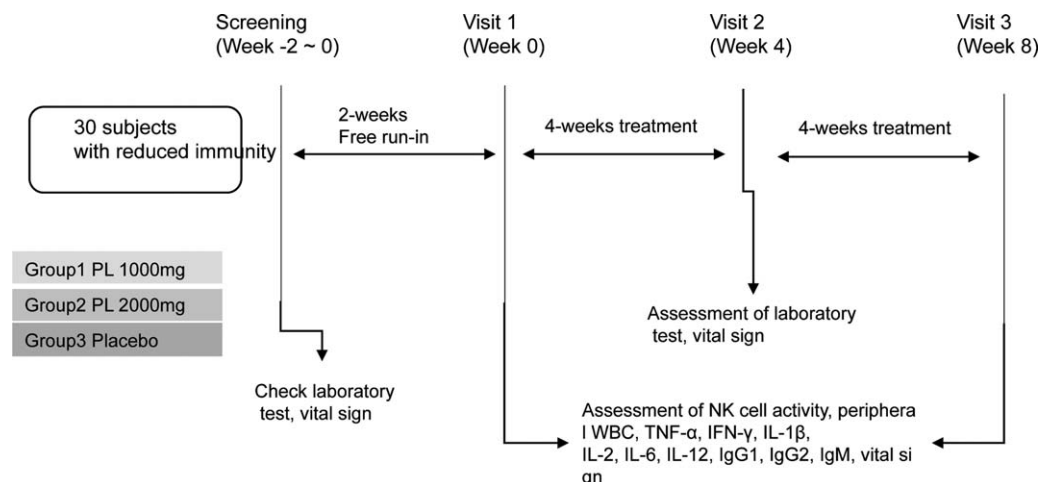 Screening
(Week -2 ~ 0)
Visit 1
(Week 0)
Visit 2
(Week 4)
Visit 3
(Week 8)
30 subjects
with reduced immunity
2-weeks
Free run-in
4-weeks treatment
4-weeks treatment
Group1 PL 1000mg
Group2 PL 2000mg
Group3 Placebo
Check laboratory
test, vital sign
Assessment of laboratory
test, vital sign
Assessment of NK cell activity, periphera
l WBC, TNF-α, IFN-γ, IL-1β,
IL-2, IL-6, IL-12, IgG1, IgG2, IgM, vital si
gn